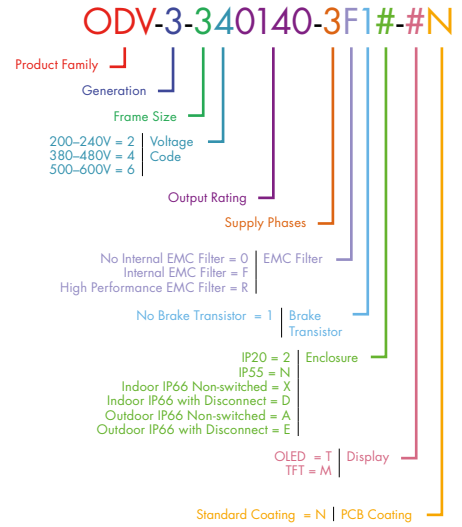 ODV-3-340140-3F1#-#N
Product Family
Generation
Frame Size
200–240V = 2
380–480V = 4
500–600V = 6
Voltage
Code
Output Rating
Supply Phases
No Internal EMC Filter = 0
Internal EMC Filter = F
High Performance EMC Filter = R
EMC Filter
No Brake Transistor = 1
Brake
Transistor
IP20 = 2
IP55 = N
Indoor IP66 Non-switched = X
Indoor IP66 with Disconnect = D
Outdoor IP66 Non-switched = A
Outdoor IP66 with Disconnect = E
Enclosure
OLED = T
TFT = M
Display
Standard Coating = N
PCB Coating